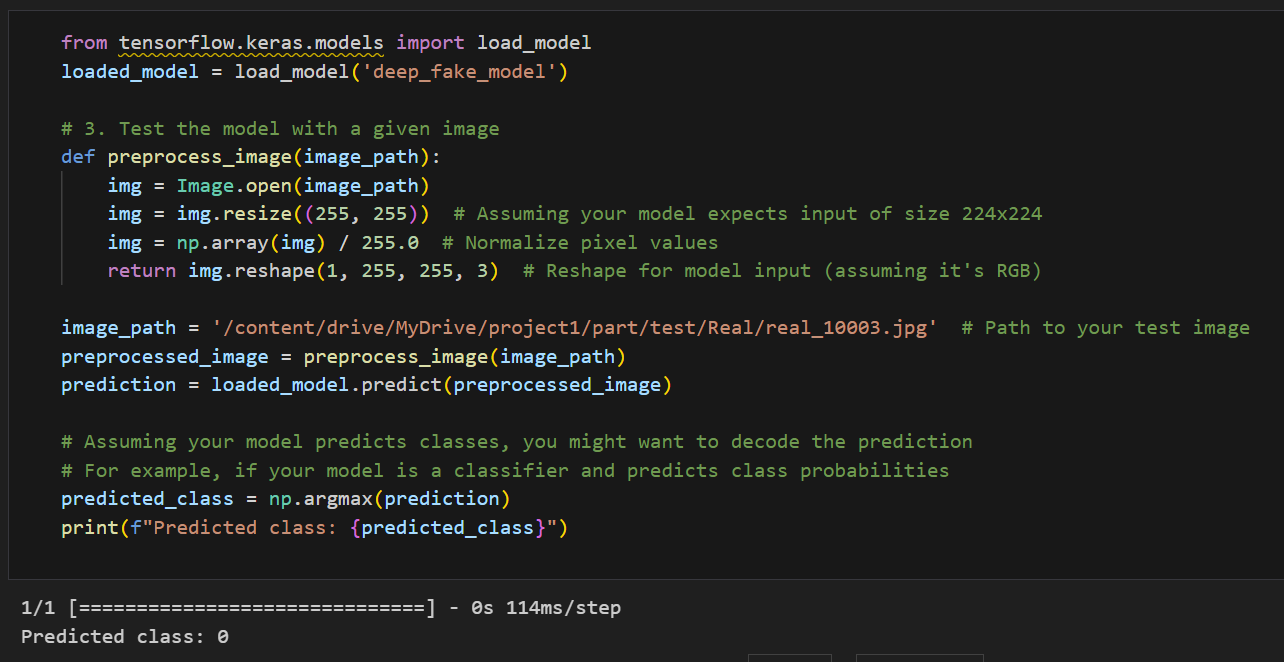 from tensorflow.keras.models import load_model
loaded_model = load_model('deep_fake_model')
# 3. Test the model with a given image
def preprocess_image(image_path):
    img = Image.open(image_path)
    img = img.resize((255, 255))  # Assuming your model expects input of size 224x224
    img = np.array(img) / 255.0  # Normalize pixel values
    return img.reshape(1, 255, 255, 3)  # Reshape for model input (assuming it's RGB)
image_path = '/content/drive/MyDrive/project1/part/test/Real/real_10003.jpg'  # Path to your test image
preprocessed_image = preprocess_image(image_path)
prediction = loaded_model.predict(preprocessed_image)
# Assuming your model predicts classes, you might want to decode the prediction
# For example, if your model is a classifier and predicts class probabilities
predicted_class = np.argmax(prediction)
print(f"Predicted class: {predicted_class}")
1/1 [==============================] - 0s 114ms/step
Predicted class: 0